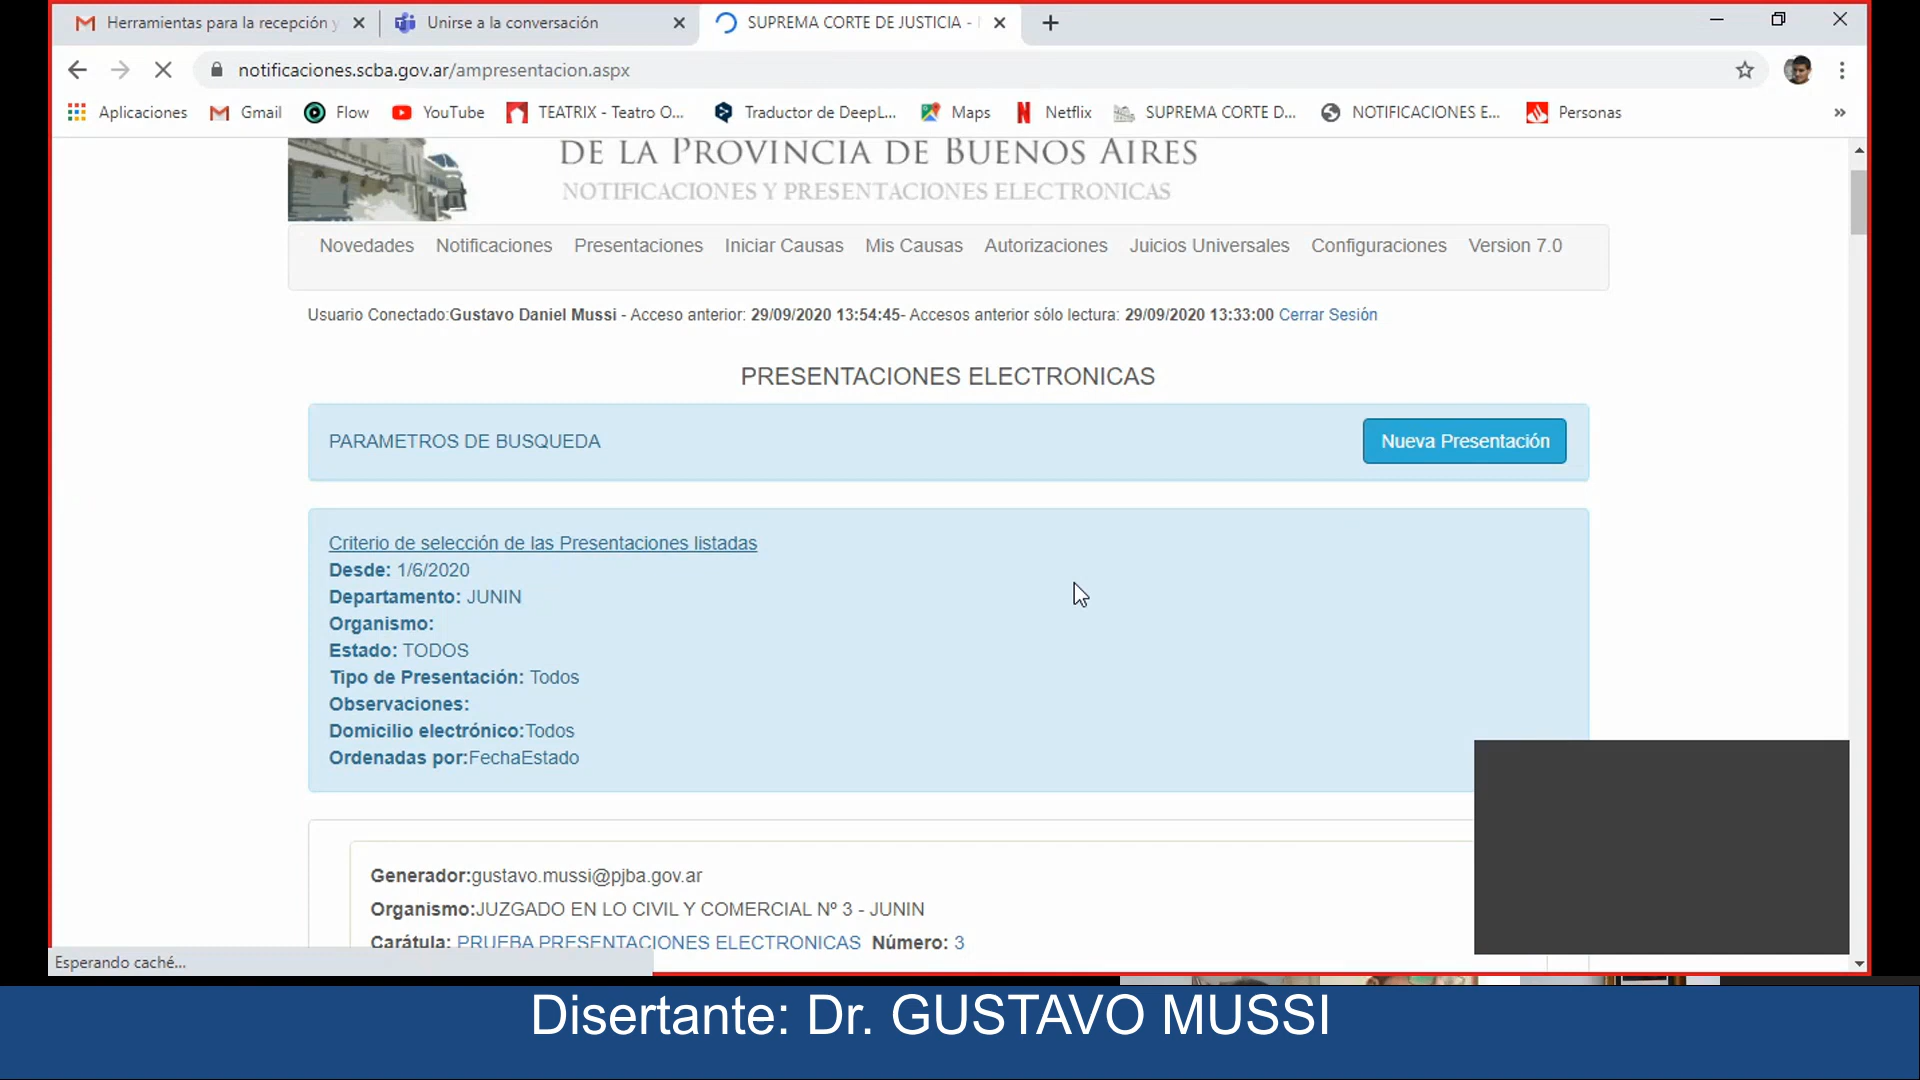 Herramientas para la recepción y
Unirse a la conversación
SUPREMA CORTE DE JUSTICIA -
notificaciones.scba.gov.ar/ampresentacion.aspx
Aplicaciones
Gmail
Flow
YouTube
TEATRIX - Teatro O...
Traductor de DeepL...
Maps
Netflix
SUPREMA CORTE D...
NOTIFICACIONES E...
Personas
»
DE LA PROVINCIA DE BUENOS AIRES
NOTIFICACIONES Y PRESENTACIONES ELECTRONICAS
Novedades Notificaciones Presentaciones Iniciar Causas Mis Causas Autorizaciones Juicios Universales Configuraciones Version 7.0
Usuario Conectado:Gustavo Daniel Mussi - Acceso anterior: 29/09/2020 13:54:45- Accesos anterior sólo lectura: 29/09/2020 13:33:00 Cerrar Sesión
PRESENTACIONES ELECTRONICAS
PARAMETROS DE BUSQUEDA
Nueva Presentación
Criterio de selección de las Presentaciones listadas
Desde: 1/6/2020
Departamento: JUNIN
Organismo:
Estado: TODOS
Tipo de Presentación: Todos
Observaciones:
Domicilio electrónico:Todos
Ordenadas por:FechaEstado
Generador:gustavo.mussi@pjba.gov.ar
Organismo:JUZGADO EN LO CIVIL Y COMERCIAL Nº 3 - JUNIN
Carátula: PRUEBA PRESENTACIONES ELECTRONICAS Número: 3
Esperando caché...
Disertante: Dr. GUSTAVO MUSSI